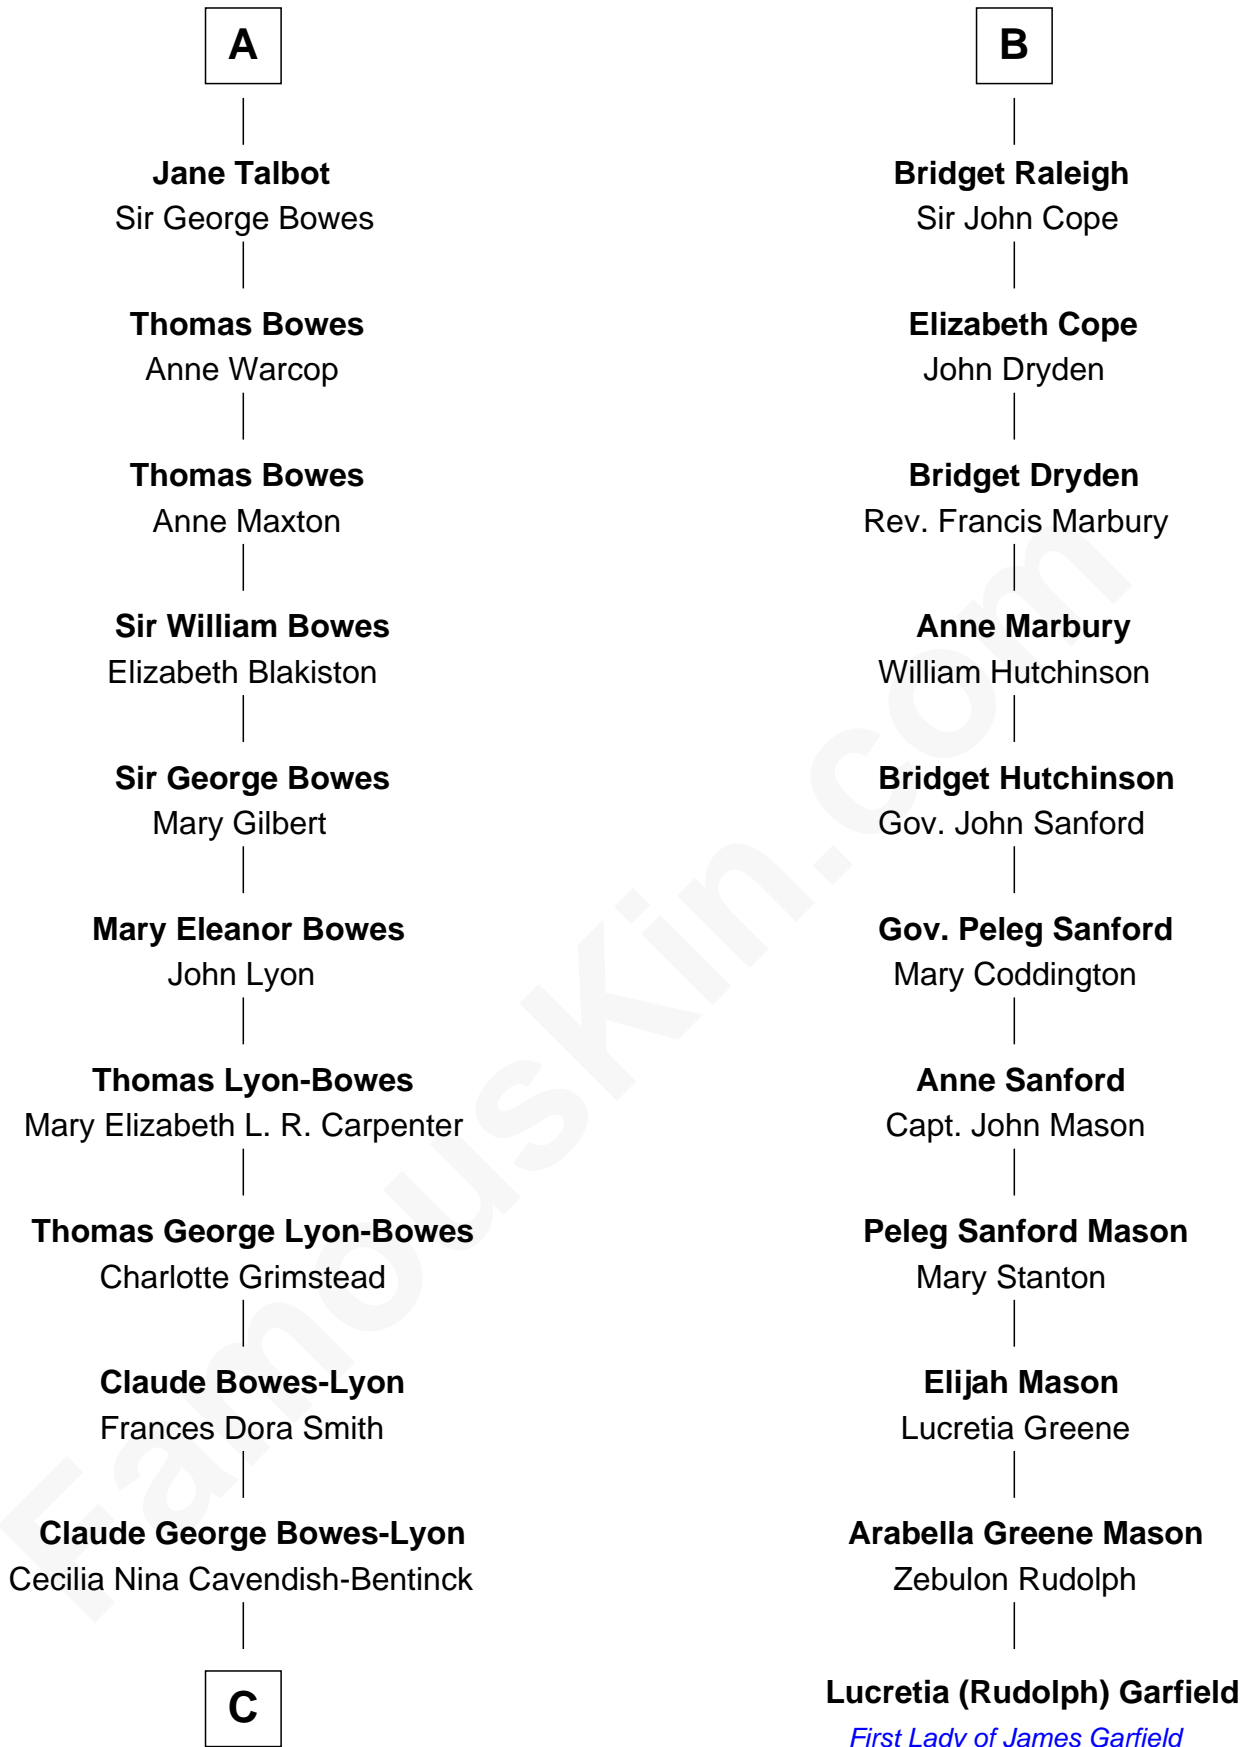 A
Jane Talbot
Sir George Bowes
Thomas Bowes
Anne Warcop
Thomas Bowes
Anne Maxton
Sir William Bowes
Elizabeth Blakiston
Sir George Bowes
Mary Gilbert
Mary Eleanor Bowes
John Lyon
Thomas Lyon-Bowes
Mary Elizabeth L. R. Carpenter
Thomas George Lyon-Bowes
Charlotte Grimstead
Claude Bowes-Lyon
Frances Dora Smith
Claude George Bowes-Lyon
Cecilia Nina Cavendish-Bentinck
C
B
Bridget Raleigh
Sir John Cope
Elizabeth Cope
John Dryden
Bridget Dryden
Rev. Francis Marbury
Anne Marbury
William Hutchinson
Bridget Hutchinson
Gov. John Sanford
Gov. Peleg Sanford
Mary Coddington
Anne Sanford
Capt. John Mason
Peleg Sanford Mason
Mary Stanton
Elijah Mason
Lucretia Greene
Arabella Greene Mason
Zebulon Rudolph
Lucretia (Rudolph) Garfield
First Lady of James Garfield
FamousKin.com